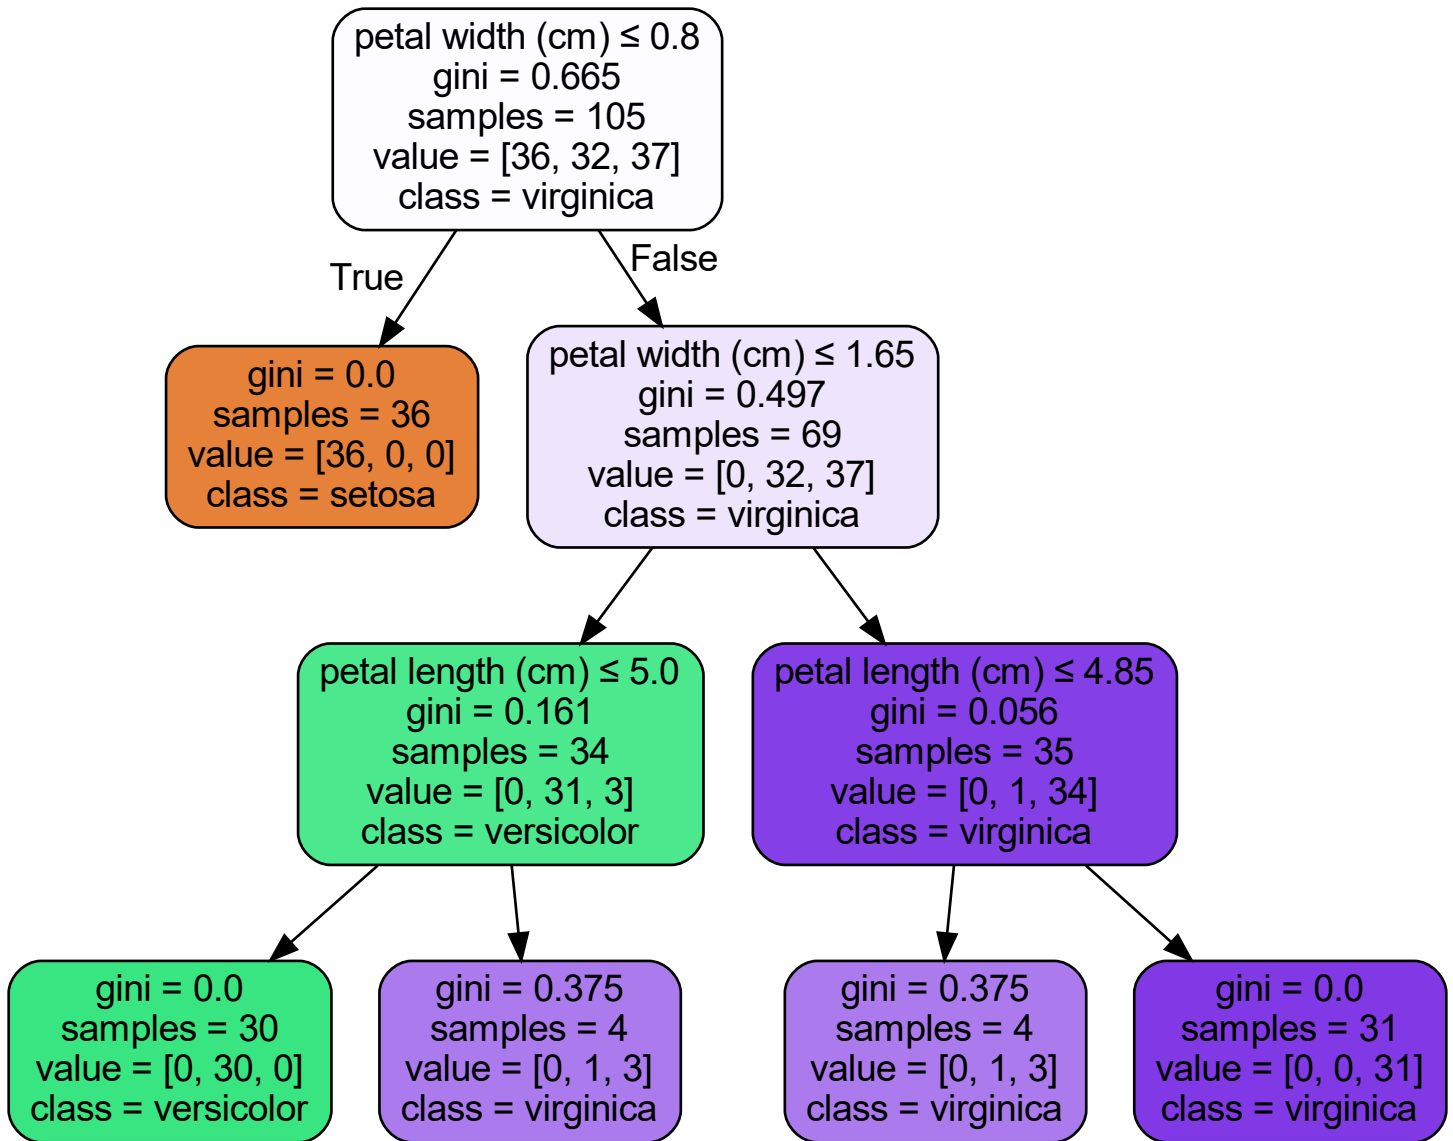 petal width (cm) ≤ 0.8
gini = 0.665
samples = 105
value = [36, 32, 37]
class = virginica
True
False
gini = 0.0
samples = 36
value = [36, 0, 0]
class = setosa
petal width (cm) ≤ 1.65
gini = 0.497
samples = 69
value = [0, 32, 37]
class = virginica
petal length (cm) ≤ 5.0
gini = 0.161
samples = 34
value = [0, 31, 3]
class = versicolor
petal length (cm) ≤ 4.85
gini = 0.056
samples = 35
value = [0, 1, 34]
class = virginica
gini = 0.0
samples = 30
value = [0, 30, 0]
class = versicolor
gini = 0.375
samples = 4
value = [0, 1, 3]
class = virginica
gini = 0.375
samples = 4
value = [0, 1, 3]
class = virginica
gini = 0.0
samples = 31
value = [0, 0, 31]
class = virginica